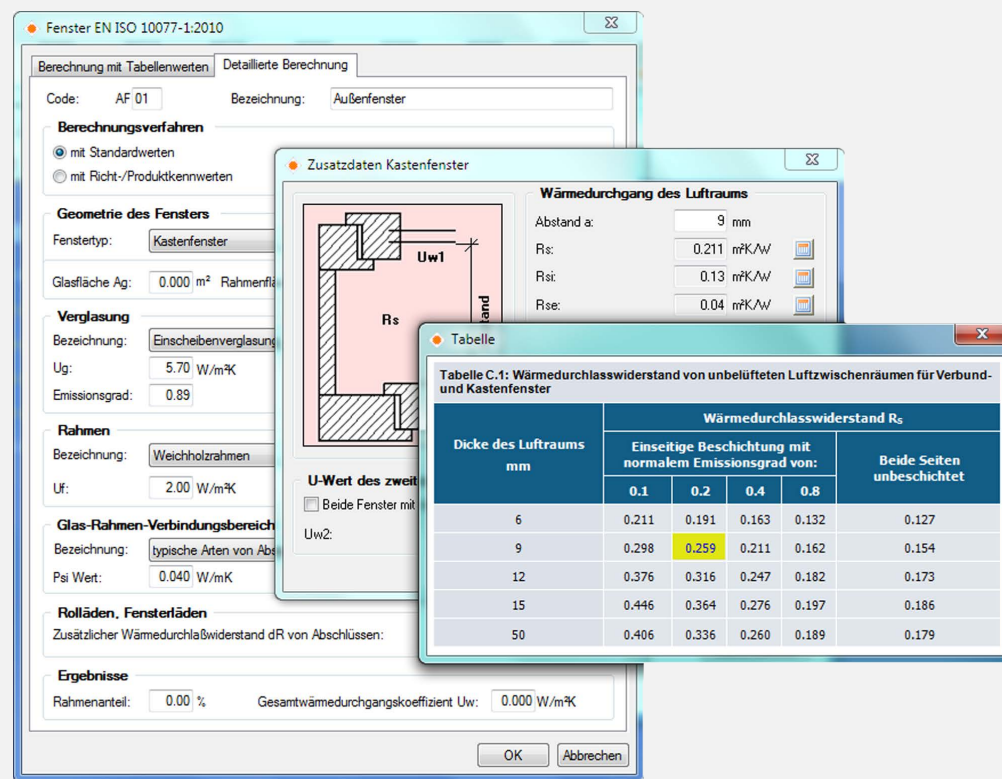 Fenster EN ISO 10077-1:2010
Berechnung mit Tabellenwerten Detaillierte Berechnung
Code: AF 01 Bezeichnung: Außenfenster
Berechnungsverfahren
mit Standardwerten
mit Richt-/Produktkennwerten
Geometrie des Fensters
Fenstertyp: Kastenfenster
Glasfläche Ag: 0.000 m²
Verglasung
Bezeichnung: Einscheibenverglasung
Ug: 5.70 W/m²K
Emissionsgrad: 0.89
Rahmen
Bezeichnung: Weichholzrahmen
Uf: 2.00 W/m²K
Glas-Rahmen-Verbindungsbereich
Bezeichnung: typische Arten von
Psi Wert: 0.040 W/mK
Rolläden, Fensterläden
Zusätzlicher Wärmedurchlaßwiderstand dR von Abschlüssen:
Ergebnisse
Rahmenanteil: 0.00 % Gesamtwärmedurchgangskoeffizient Uw: 0.000 W/m²K
OK Abbrechen
Zusatzdaten Kastenfenster
Uw1
Rs
Wärmedurchgang des Luftraums
Abstand a: 9 mm
Rs: 0.211 m²K/W
Rsi: 0.13 m²K/W
Rse: 0.04 m²K/W
U-Wert des
Beide Fenster mit
Uw2:
Tabelle
Tabelle C.1: Wärmedurchlasswiderstand von unbelüfteten Luftzwischenräumen für Verbund-
und Kastenfenster
Dicke des Luftraums
mm
Wärmedurchlasswiderstand RS
Einseitige Beschichtung mit
normalem Emissionsgrad von:
Beide Seiten
unbeschichtet
0.1 0.2 0.4 0.8
6 0.211 0.191 0.163 0.132 0.127
9 0.298 0.259 0.211 0.162 0.154
12 0.376 0.316 0.247 0.182 0.173
15 0.446 0.364 0.276 0.197 0.186
50 0.406 0.336 0.260 0.189 0.179